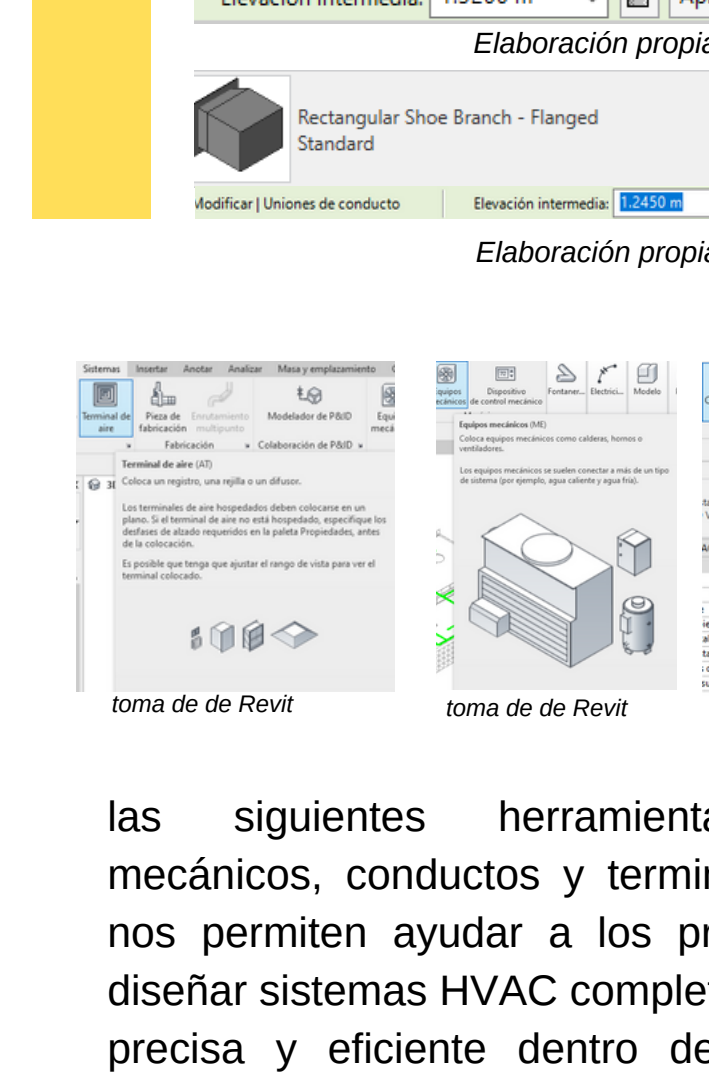 Elevación intermedia:
Elaboración propia
Rectangular Shoe Branch - Flanged
Standard
Modificar | Uniones de conducto
Elevación intermedia: 1.2450 m
Elaboración propia
Sistemas Insertar Anotar Analizar Masa y emplazamiento
Terminal de aire
Pieza de fabricación
Enrutamiento multipunto
Modelador de P&ID
Equi
mecá
Fabricación
Colaboración de P&ID
Terminal de aire (AT)
Coloca un registro, una rejilla o un difusor.
Los terminales de aire hospedados deben colocarse en un
plano. Si el terminal de aire no está hospedado, especifique los
desfases de alzado requeridos en la paleta Propiedades, antes
de la colocación.
Es posible que tenga que ajustar el rango de vista para ver el
terminal colocado.
toma de de Revit
quipos
ecánicos
Dispositivo
de control mecánico
Fontaner...
Electrici...
Modelo
Equipos mecánicos (ME)
Coloca equipos mecánicos como calderas, hornos o
ventiladores.
Los equipos mecánicos se suelen conectar a más de un tipo
de sistema (por ejemplo, agua caliente y agua fría).
toma de de Revit
las siguientes herramienta
mecánicos, conductos y termin
nos permiten ayudar a los pr
diseñar sistemas HVAC complet
precisa y eficiente dentro de